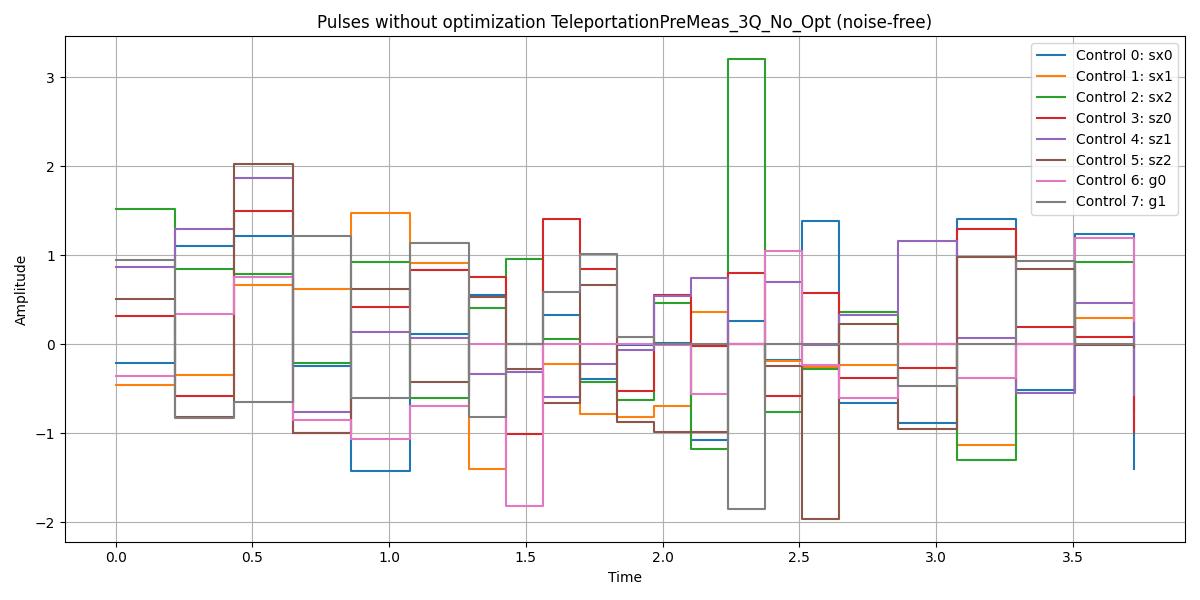 Pulses without optimization TeleportationPreMeas_3Q_No_Opt (noise-free)
Control 0: sx0
Control 1: sx1
Control 2: sx2
Control 3: sz0
Control 4: sz1
Control 5: sz2
Control 6: g0
Control 7: g1
Amplitude
3
2
1
0
−1
−2
0.0 0.5 1.0 1.5 2.0 2.5 3.0 3.5
Time